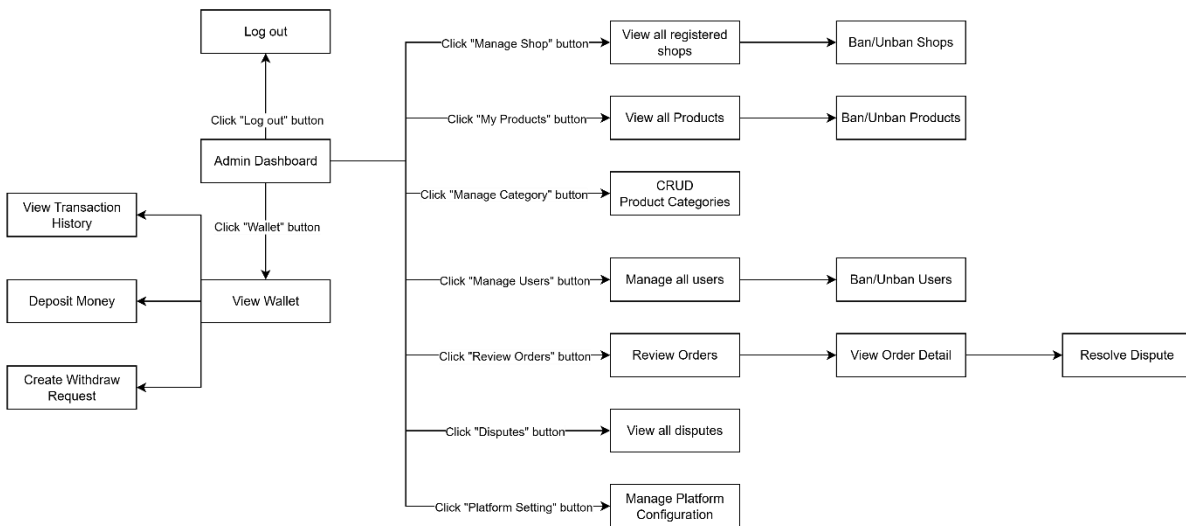 Log out
Click "Log out" button
Admin Dashboard
Click "Wallet" button
View Transaction
History
Deposit Money
View Wallet
Create Withdraw
Request
Click "Manage Shop" button
View all registered
shops
Ban/Unban Shops
Click "My Products" button
View all Products
Ban/Unban Products
Click "Manage Category" button
CRUD
Product Categories
Click "Manage Users" button
Manage all users
Ban/Unban Users
Click "Review Orders" button
Review Orders
View Order Detail
Resolve Dispute
Click "Disputes" button
View all disputes
Click "Platform Setting" button
Manage Platform
Configuration